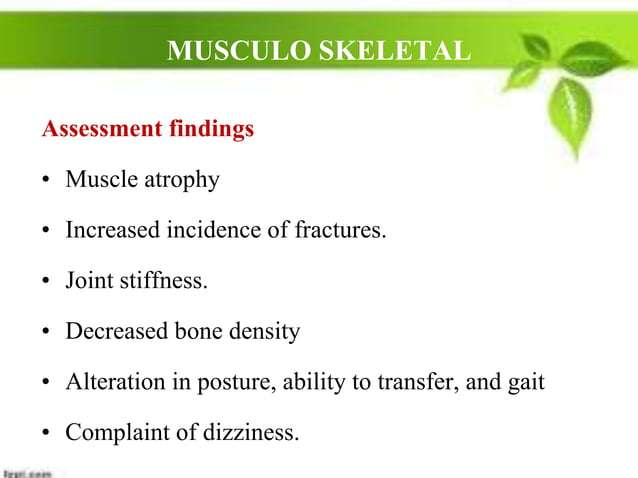 MUSCULO SKELETAL
Assessment findings
• Muscle atrophy
• Increased incidence of fractures.
• Joint stiffness.
• Decreased bone density
• Alteration in posture, ability to transfer, and gait
• Complaint of dizziness.